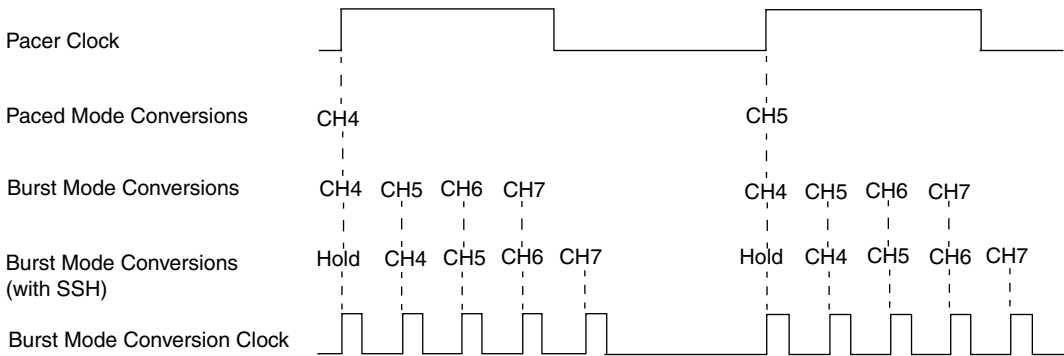 Pacer Clock
Paced Mode Conversions CH4 CH5
Burst Mode Conversions CH4 CH5 CH6 CH7 CH4 CH5 CH6 CH7
Burst Mode Conversions Hold CH4 CH5 CH6 CH7 Hold CH4 CH5 CH6 CH7
(with SSH)
Burst Mode Conversion Clock